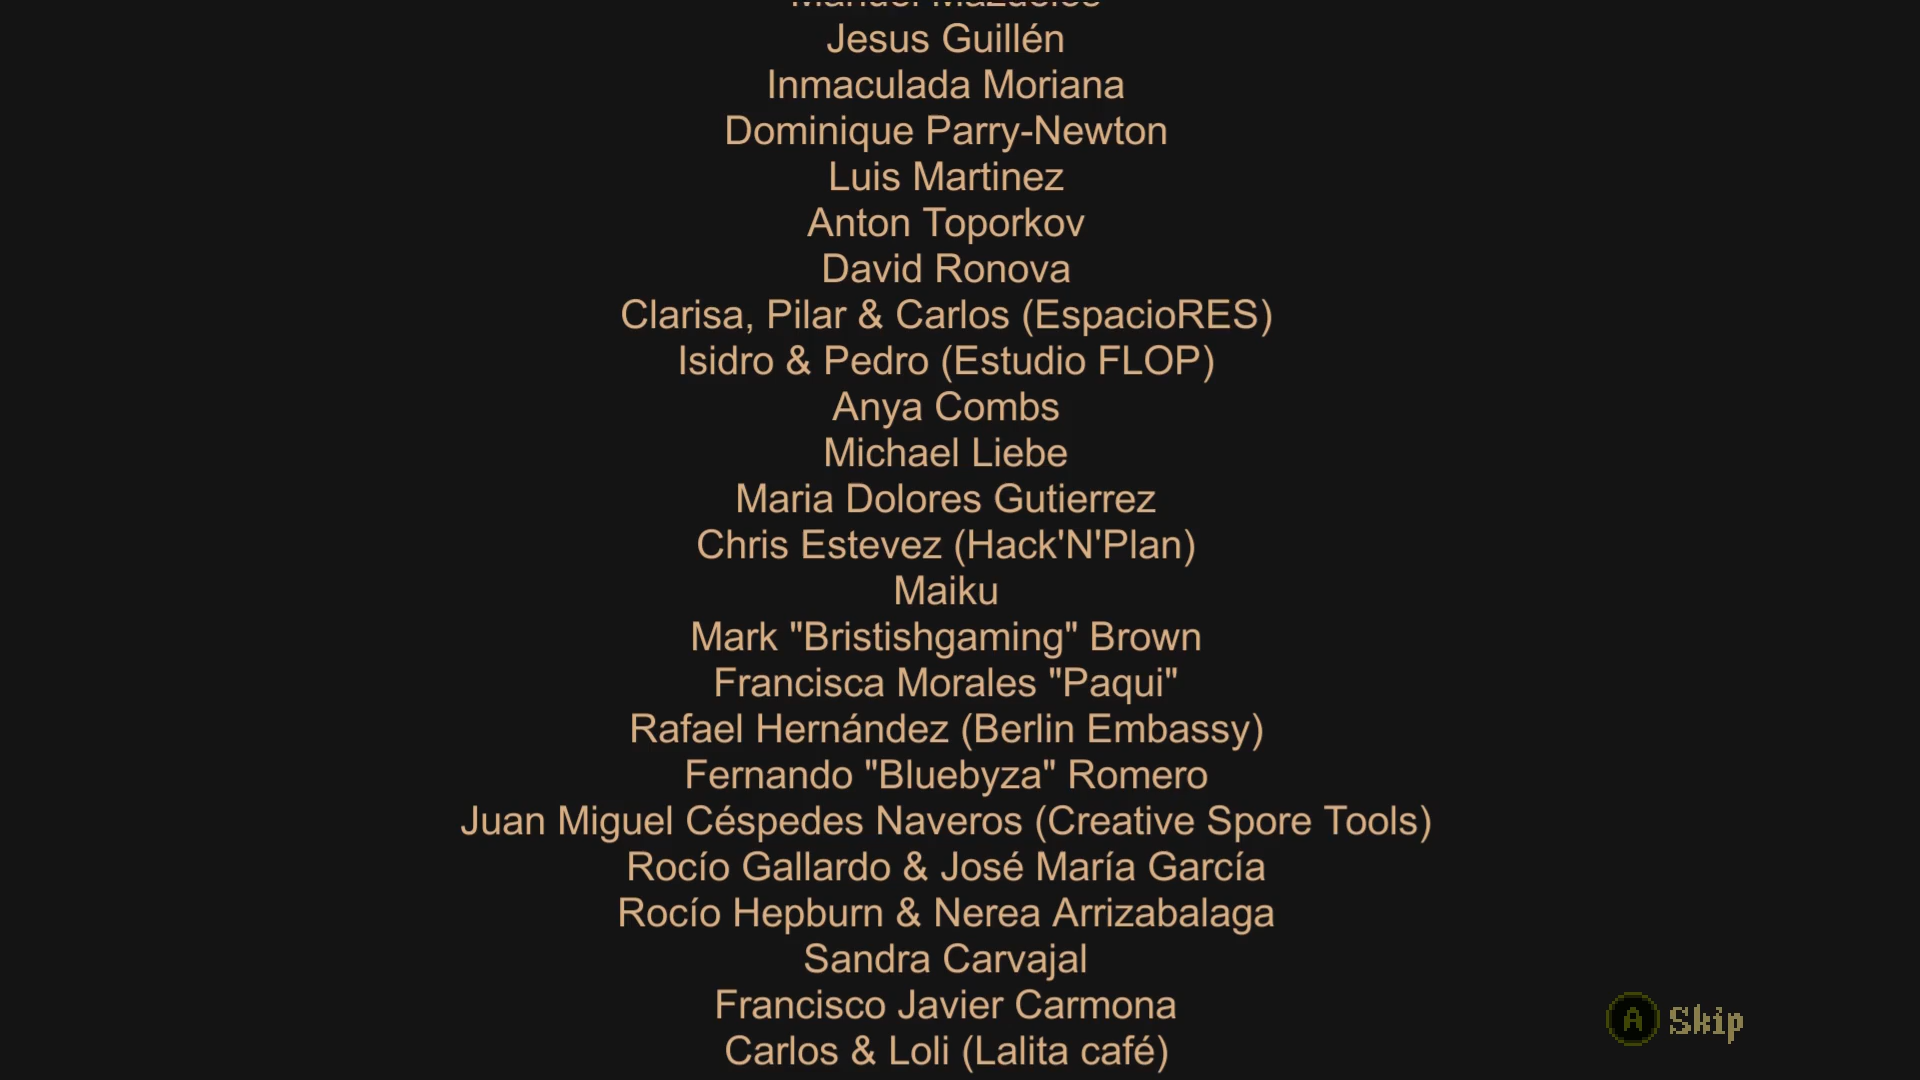 Jesus Guillén
Inmaculada Moriana
Dominique Parry-Newton
Luis Martinez
Anton Toporkov
David Ronova
Clarisa, Pilar & Carlos (EspacioRES)
Isidro & Pedro (Estudio FLOP)
Anya Combs
Michael Liebe
Maria Dolores Gutierrez
Chris Estevez (Hack'N'Plan)
Maiku
Mark "Bristishgaming" Brown
Francisca Morales "Paqui"
Rafael Hernández (Berlin Embassy)
Fernando "Bluebyza" Romero
Juan Miguel Céspedes Naveros (Creative Spore Tools)
Rocío Gallardo & José María García
Rocío Hepburn & Nerea Arrizabalaga
Sandra Carvajal
Francisco Javier Carmona
A Skip
Carlos & Loli (Lalita café)